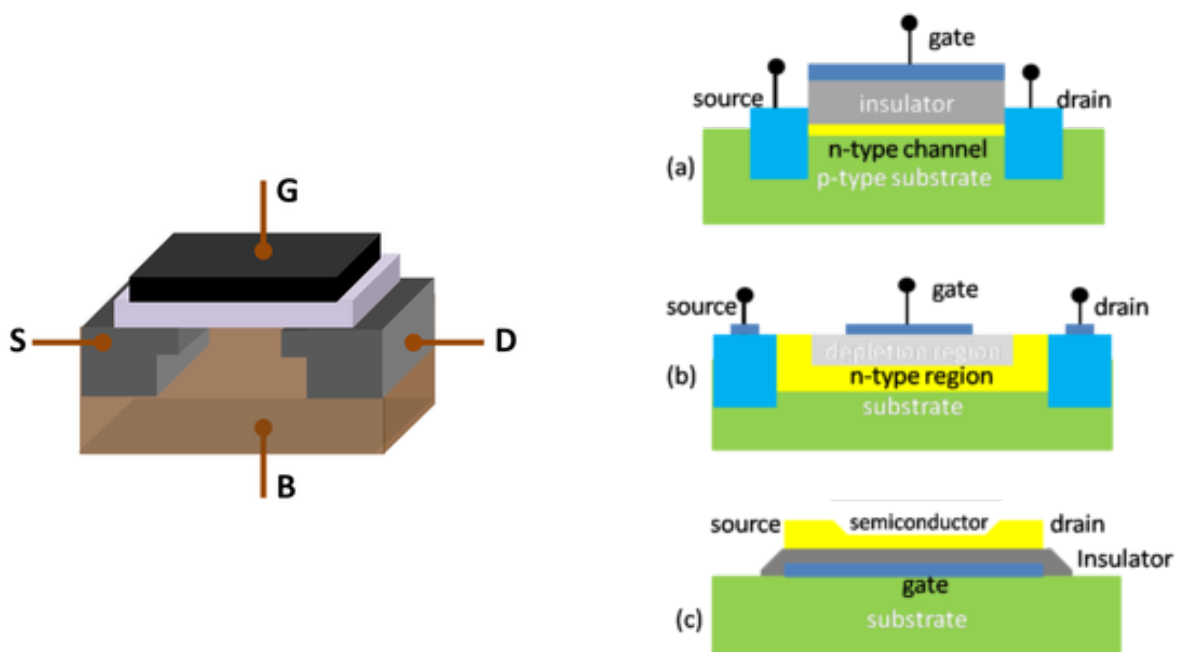 G
S
D
B
gate
source
drain
insulator
n-type channel
(a)
p-type substrate
source
gate
drain
depletion region
(b)
n-type region
substrate
source
semiconductor
drain
Insulator
gate
(c)
substrate